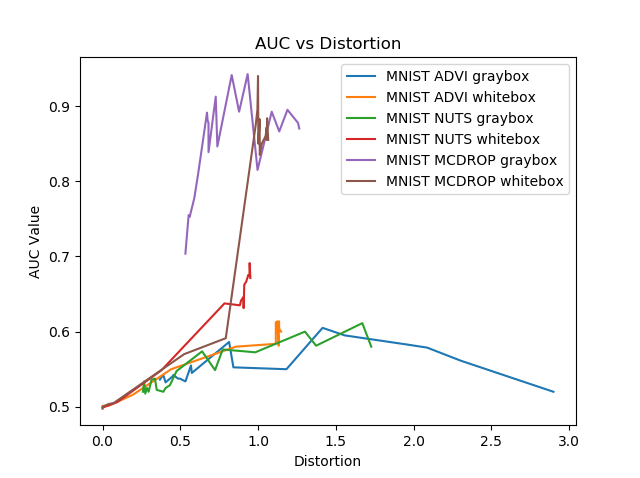 AUC vs Distortion
MNIST ADVI graybox
MNIST ADVI whitebox
MNIST NUTS graybox
MNIST NUTS whitebox
MNIST MCDROP graybox
MNIST MCDROP whitebox
AUC Value
0.9
0.8
0.7
0.6
0.5
0.0 0.5 1.0 1.5 2.0 2.5 3.0
Distortion